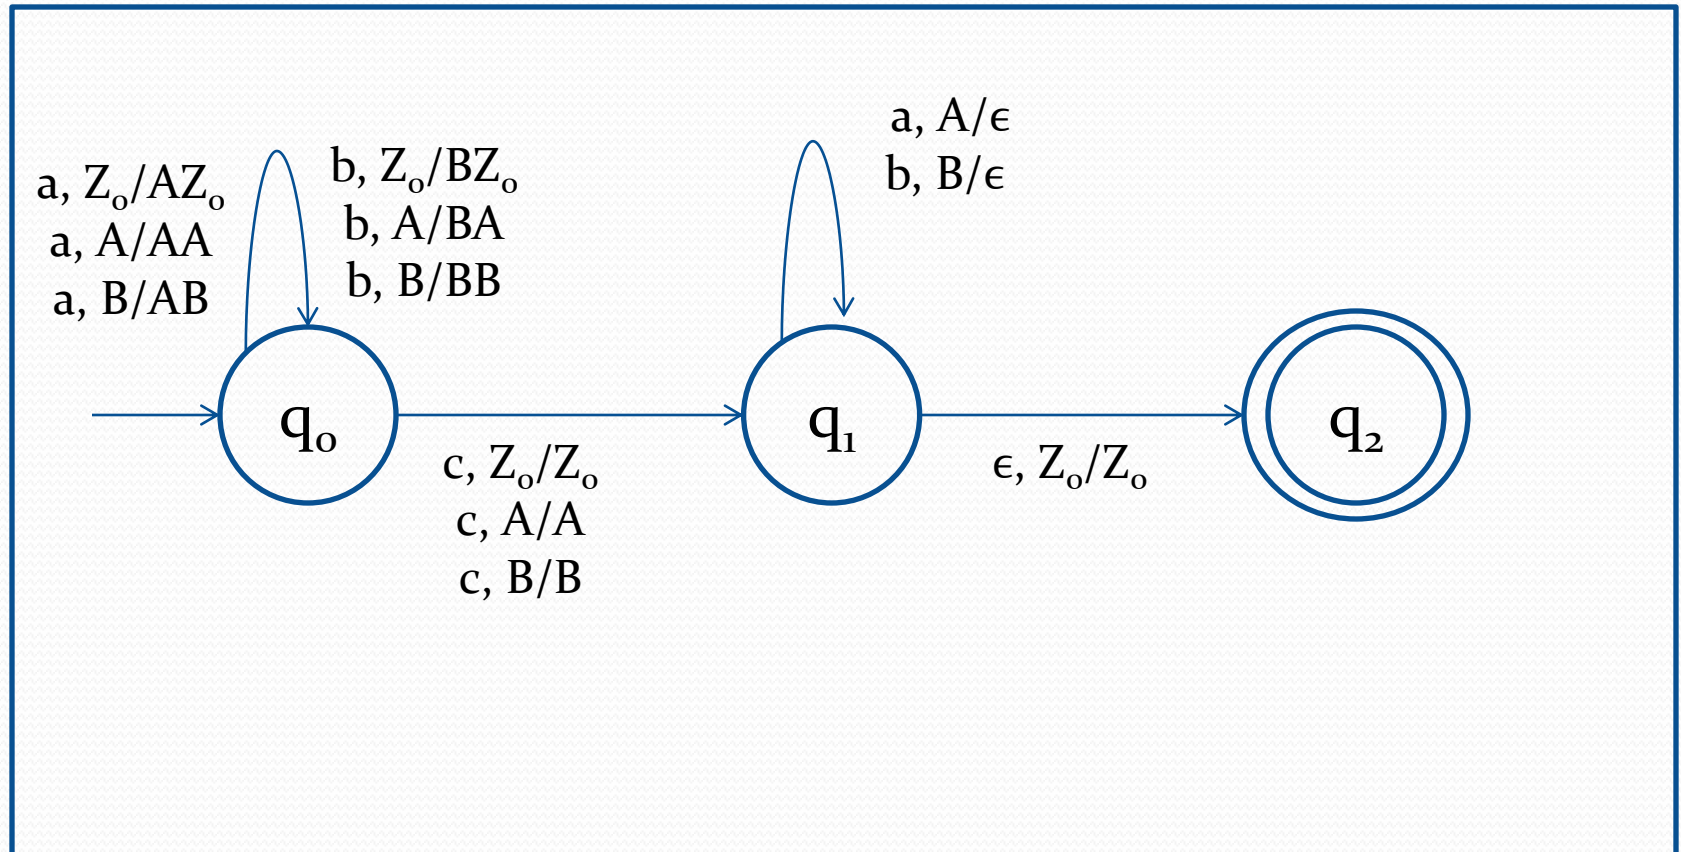 a, Z₀/AZ₀
a, A/AA
a, B/AB
b, Z₀/BZ₀
b, A/BA
b, B/BB
a, A/ϵ
b, B/ϵ
q₀
q₁
q₂
c, Z₀/Z₀
c, A/A
c, B/B
ϵ, Z₀/Z₀